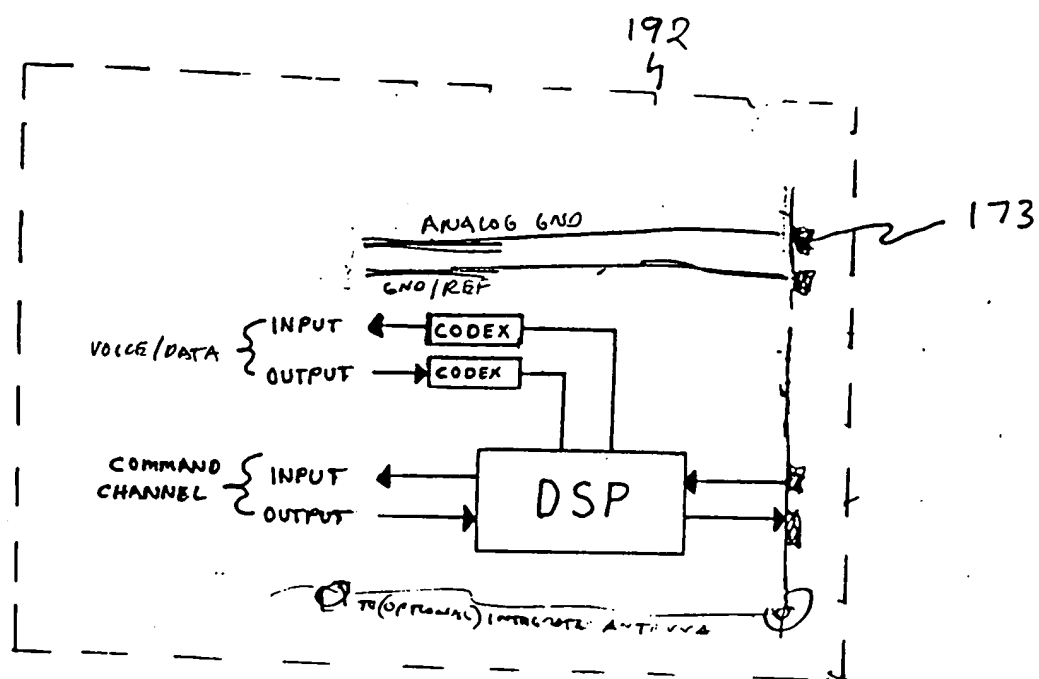 192
173
ANALOG GND
GND/REF
VOICE/DATA
INPUT
CODEX
OUTPUT
CODEX
COMMAND
CHANNEL
INPUT
OUTPUT
DSP
TO (OPTIONAL) INTEGRATE ANTENNA